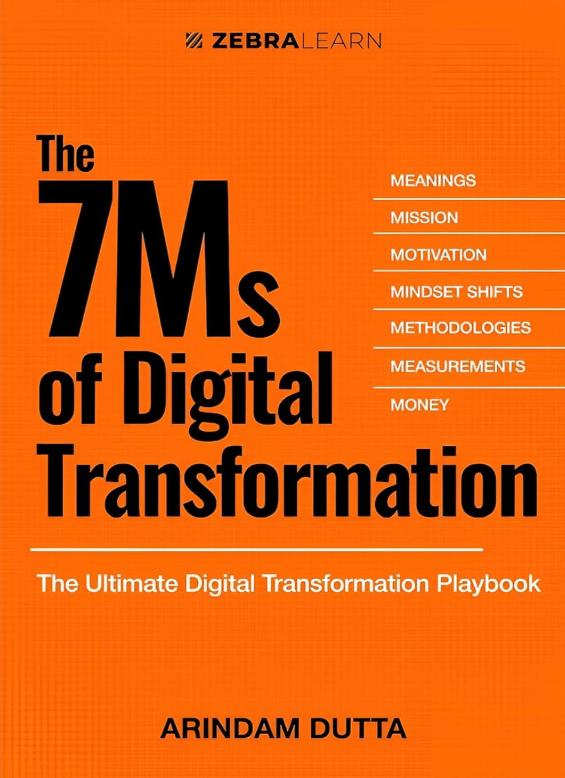 ZEBRALEARN
The
7Ms
of Digital
Transformation
MEANINGS
MISSION
MOTIVATION
MINDSET SHIFTS
METHODOLOGIES
MEASUREMENTS
MONEY
The Ultimate Digital Transformation Playbook
ARINDAM DUTTA